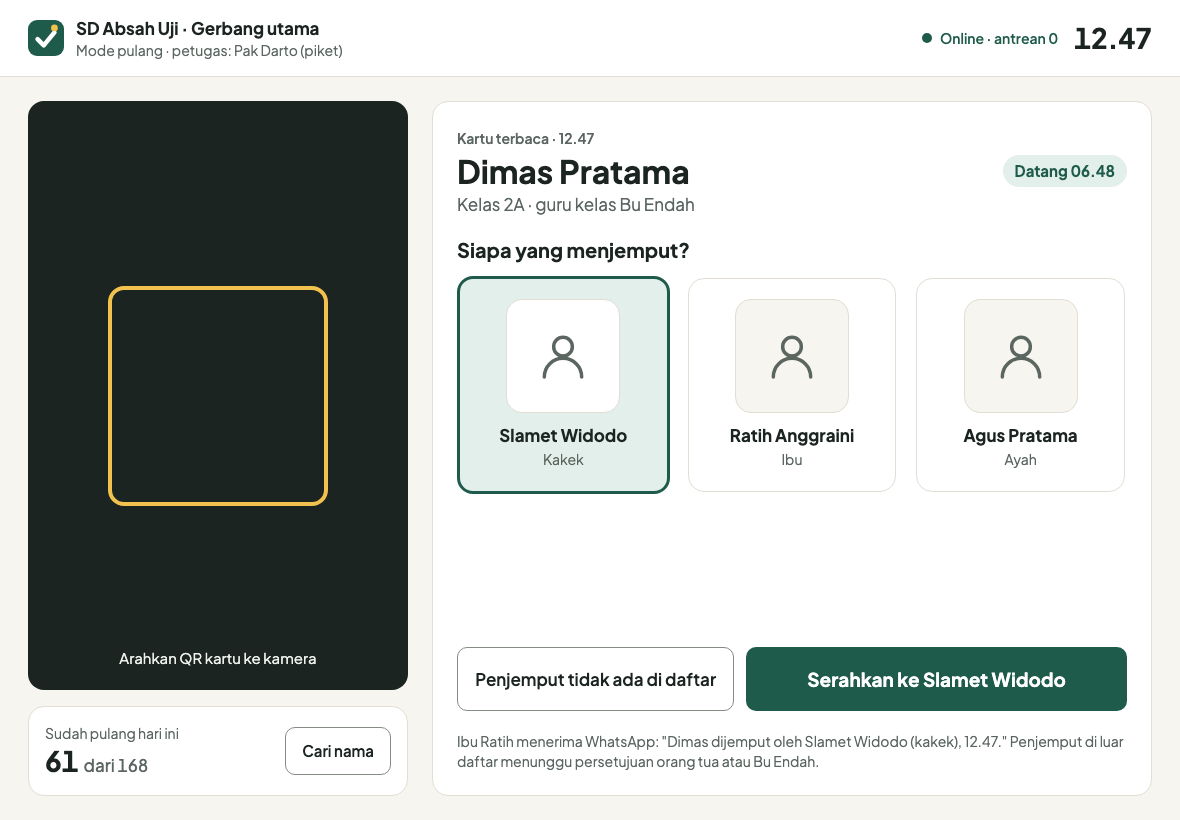 SD Absah Uji · Gerbang utama
Mode pulang · petugas: Pak Darto (piket)
Online · antrean 0
12.47
Arahkan QR kartu ke kamera
Sudah pulang hari ini
61 dari 168
Cari nama
Kartu terbaca · 12.47
Dimas Pratama
Datang 06.48
Kelas 2A · guru kelas Bu Endah
Siapa yang menjemput?
Slamet Widodo
Kakek
Ratih Anggraini
Ibu
Agus Pratama
Ayah
Penjemput tidak ada di daftar
Serahkan ke Slamet Widodo
Ibu Ratih menerima WhatsApp: "Dimas dijemput oleh Slamet Widodo (kakek), 12.47." Penjemput di luar
daftar menunggu persetujuan orang tua atau Bu Endah.